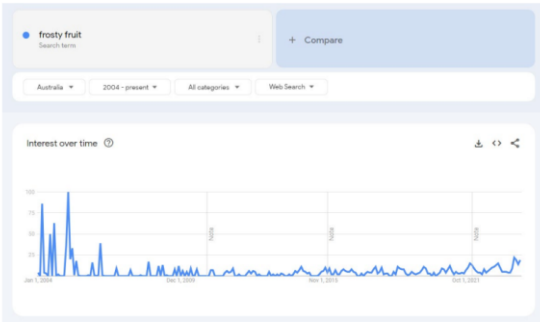 frosty fruit
Search term
+ Compare
Australia
2004 - present
All categories
Web Search
Interest over time
100
75
50
25
Note
Note
Note
Jan 1, 2004
Dec 1, 2009
Nov 1, 2015
Oct 1, 2021